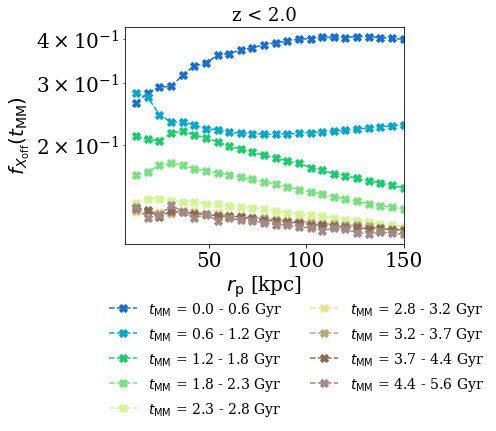 z < 2.0
4 × 10⁻¹
3 × 10⁻¹
2 × 10⁻¹
f_{X_off}(t_MM)
50 100 150
r_p [kpc]
t_MM = 0.0 - 0.6 Gyr
t_MM = 0.6 - 1.2 Gyr
t_MM = 1.2 - 1.8 Gyr
t_MM = 1.8 - 2.3 Gyr
t_MM = 2.3 - 2.8 Gyr
t_MM = 2.8 - 3.2 Gyr
t_MM = 3.2 - 3.7 Gyr
t_MM = 3.7 - 4.4 Gyr
t_MM = 4.4 - 5.6 Gyr